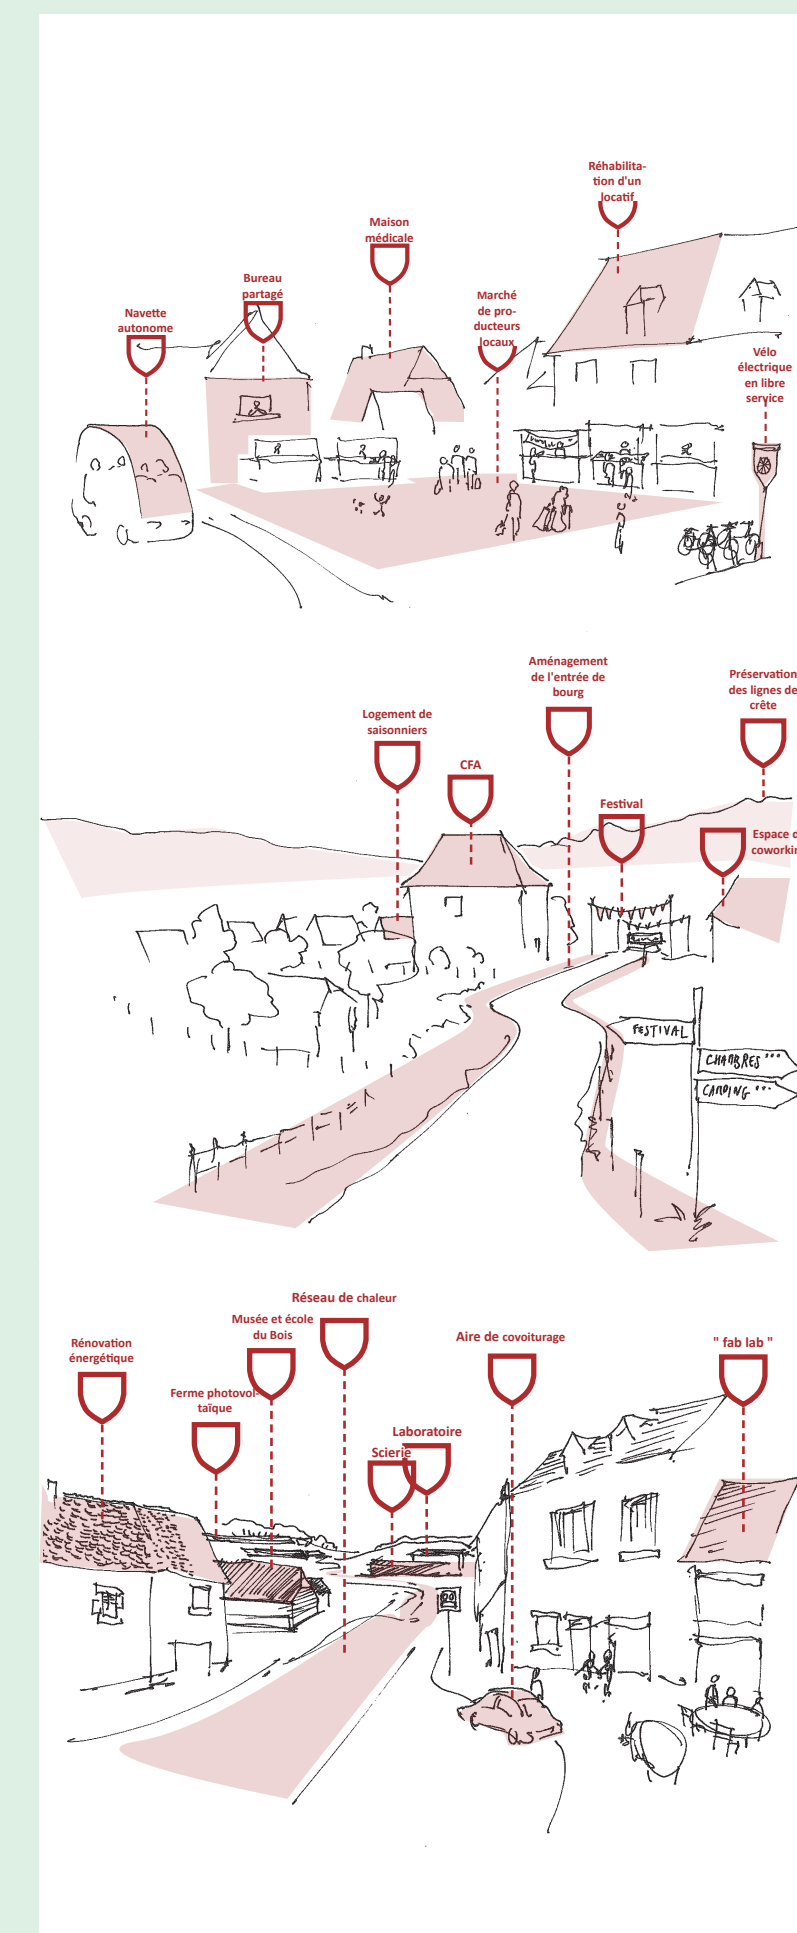 Réhabilita-
tion d'un
locatif
Maison
médicale
Bureau
partagé
Marché
de pro-
ducteurs
locaux
Navette
autonome
Vélo
électrique
en libre
service
Aménagement
de l'entrée de
bourg
Préservation
des lignes de
crête
Logement de
saisonniers
CFA
Festival
Espace d
coworkin
FESTIVAL
CHAMBRES ...
CAMPING ...
Réseau de chaleur
Musée et école
du Bois
Rénovation
énergétique
Aire de covoiturage
" fab lab "
Ferme photovol-
taïque
Laboratoire
Scierie